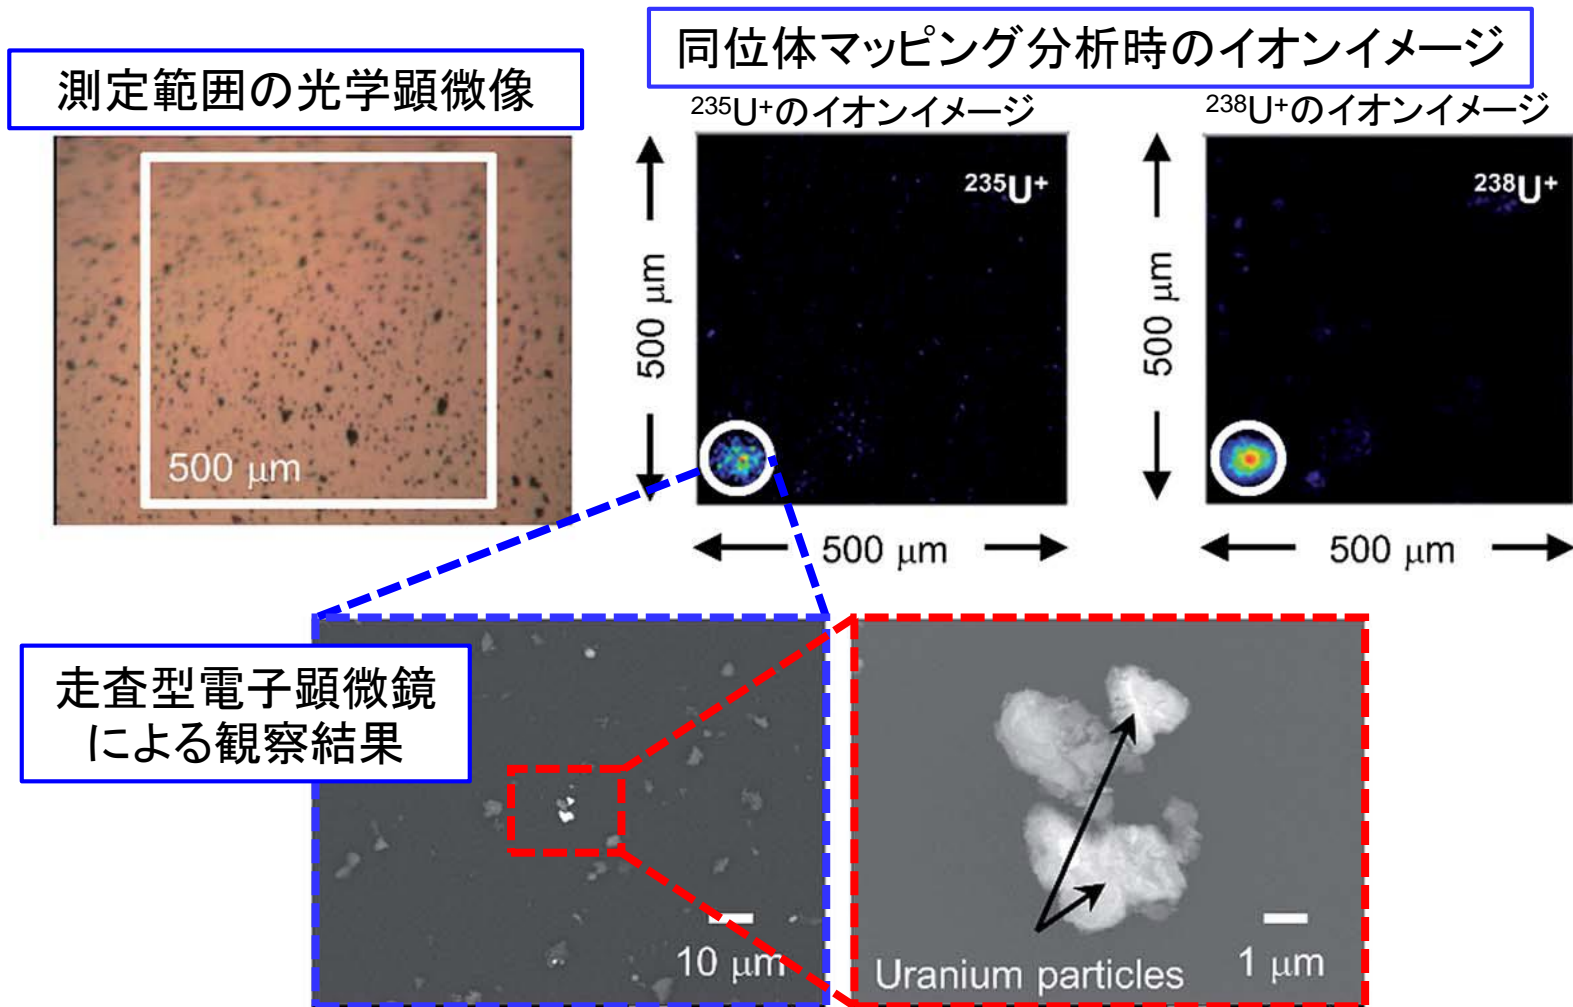 同位体マッピング分析時のイオンイメージ
測定範囲の光学顕微像
235U+のイオンイメージ
238U+のイオンイメージ
500 μm
500 μm
235U+
500 μm
500 μm
238U+
500 μm
走査型電子顕微鏡
による観察結果
10 μm
Uranium particles
1 μm